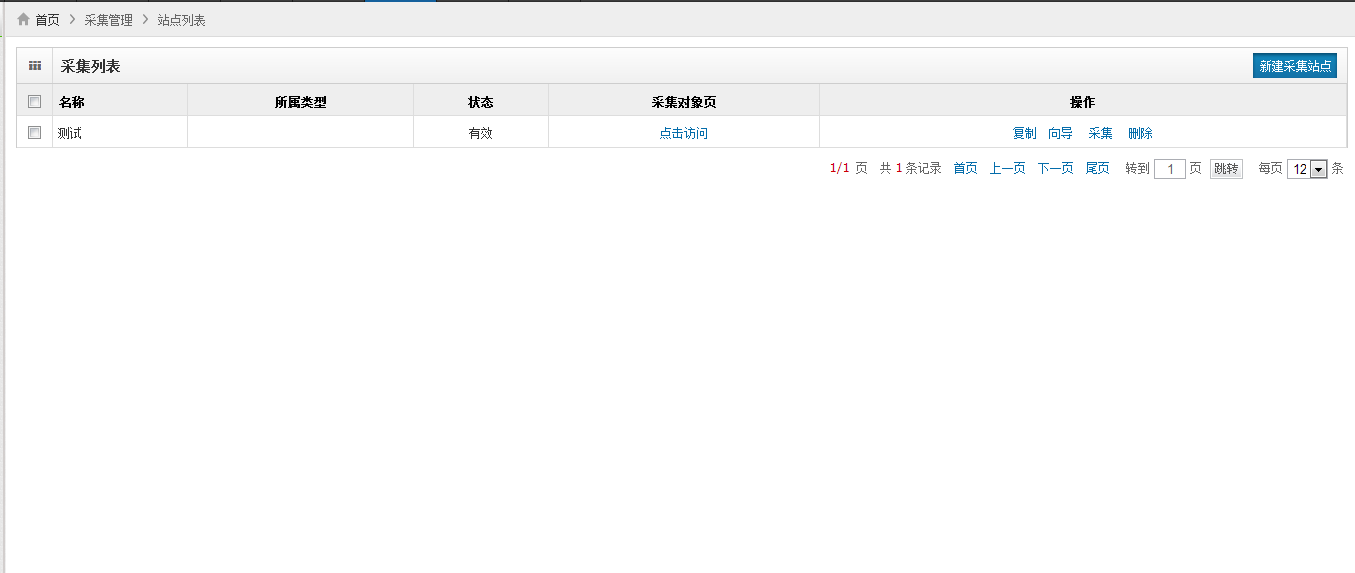 首页 > 采集管理 > 站点列表
采集列表 新建采集站点
名称 所属类型 状态 采集对象页 操作
测试 有效 点击访问 复制 向导 采集 删除
1/1 页 共 1 条记录 首页 上一页 下一页 尾页 转到 1 页 跳转 每页 12 条